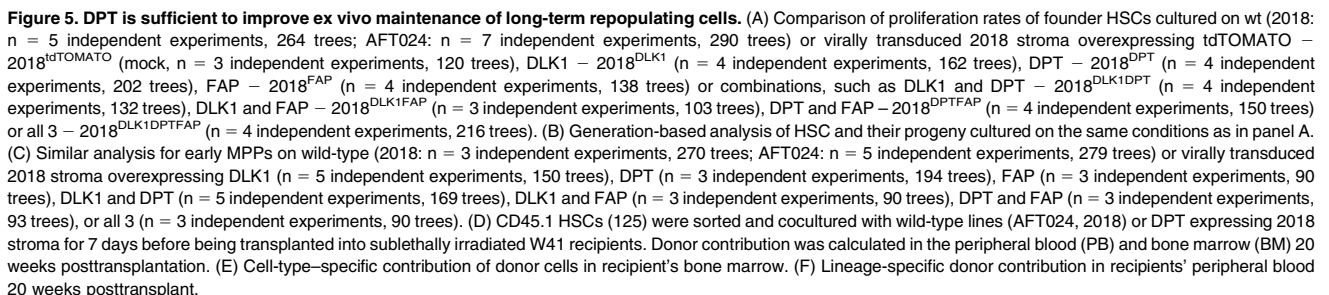 Figure 5. DPT is sufficient to improve ex vivo maintenance of long-term repopulating cells. (A) Comparison of proliferation rates of founder HSCs cultured on wt (2018:
n = 5 independent experiments, 264 trees; AFT024: n = 7 independent experiments, 290 trees) or virally transduced 2018 stroma overexpressing tdTOMATO –
2018tdTOMATO (mock, n = 3 independent experiments, 120 trees), DLK1 – 2018DLK1 (n = 4 independent experiments, 162 trees), DPT – 2018DPT (n = 4 independent
experiments, 202 trees), FAP – 2018FAP (n = 4 independent experiments, 138 trees) or combinations, such as DLK1 and DPT – 2018DLK1DPT (n = 4 independent
experiments, 132 trees), DLK1 and FAP – 2018DLK1FAP (n = 3 independent experiments, 103 trees), DPT and FAP – 2018DPTFAP (n = 4 independent experiments, 150 trees)
or all 3 – 2018DLK1DPTFAP (n = 4 independent experiments, 216 trees). (B) Generation-based analysis of HSC and their progeny cultured on the same conditions as in panel A.
(C) Similar analysis for early MPPs on wild-type (2018: n = 3 independent experiments, 270 trees; AFT024: n = 5 independent experiments, 279 trees) or virally transduced
2018 stroma overexpressing DLK1 (n = 5 independent experiments, 150 trees), DPT (n = 3 independent experiments, 194 trees), FAP (n = 3 independent experiments, 90
trees), DLK1 and DPT (n = 5 independent experiments, 169 trees), DLK1 and FAP (n = 3 independent experiments, 90 trees), DPT and FAP (n = 3 independent experiments,
93 trees), or all 3 (n = 3 independent experiments, 90 trees). (D) CD45.1 HSCs (125) were sorted and cocultured with wild-type lines (AFT024, 2018) or DPT expressing 2018
stroma for 7 days before being transplanted into sublethally irradiated W41 recipients. Donor contribution was calculated in the peripheral blood (PB) and bone marrow (BM) 20
weeks posttransplantation. (E) Cell-type–specific contribution of donor cells in recipient's bone marrow. (F) Lineage-specific donor contribution in recipients' peripheral blood
20 weeks posttransplant.